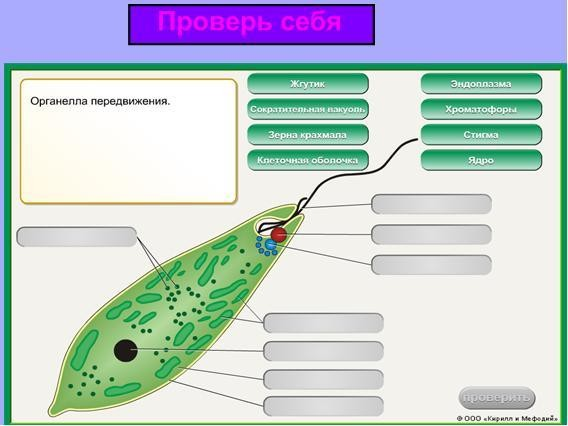 Проверь себя
Органелла передвижения.
Жгутик
Эндоплазма
Сократительная вакуоль
Хроматофоры
Зерна крахмала
Стигма
Клеточная оболочка
Ядро
проверить
© ООО «Кирилл и Мефодий»